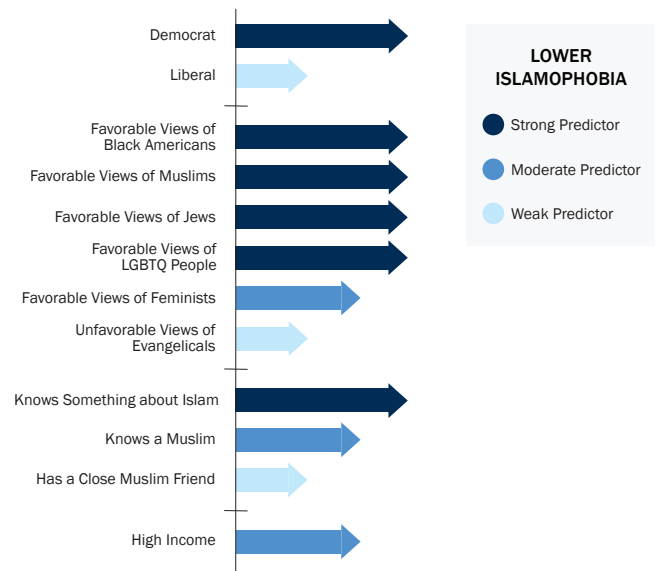 Democrat
Liberal
Favorable Views of
Black Americans
Favorable Views of Muslims
Favorable Views of Jews
Favorable Views of
LGBTQ People
Favorable Views of Feminists
Unfavorable Views of
Evangelicals
Knows Something about Islam
Knows a Muslim
Has a Close Muslim Friend
High Income
LOWER
ISLAMOPHOBIA
Strong Predictor
Moderate Predictor
Weak Predictor